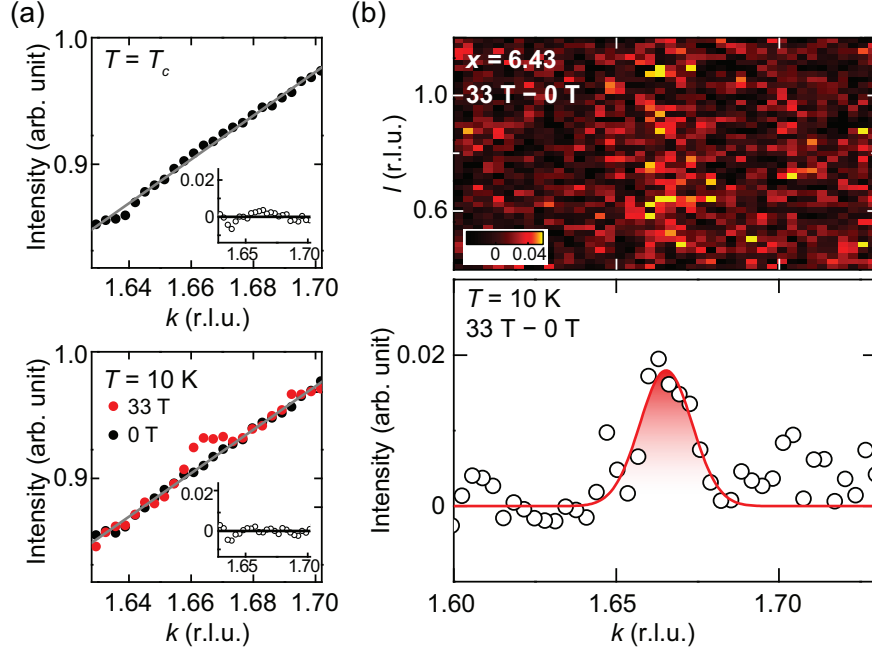 (a)
T = Tc
Intensity (arb. unit)
1.0
0.9
0.02
0
1.65
1.70
1.64
1.66
1.68
1.70
k (r.l.u.)
T = 10 K
33 T
0 T
Intensity (arb. unit)
1.0
0.9
0.02
0
1.65
1.70
1.64
1.66
1.68
1.70
k (r.l.u.)
(b)
x = 6.43
33 T − 0 T
l (r.l.u.)
1.0
0.6
0
0.04
T = 10 K
33 T − 0 T
Intensity (arb. unit)
0.02
0
1.60
1.65
1.70
k (r.l.u.)